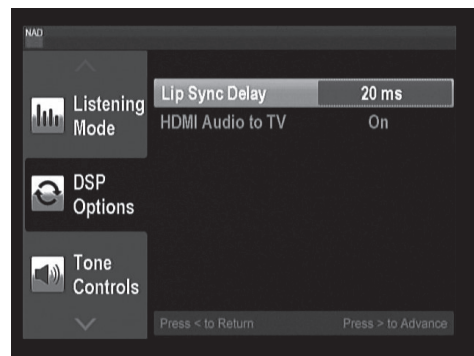 NAD
Listening
Mode
Lip Sync Delay 20 ms
HDMI Audio to TV On
DSP
Options
Tone
Controls
Press < to Return Press > to Advance